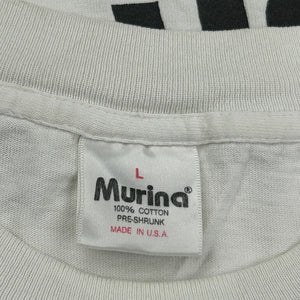 L
Murina®
100% COTTON
PRE-SHRUNK
MADE IN U.S.A.